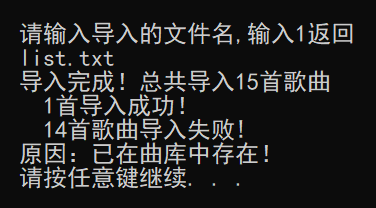 请输入导入的文件名,输入1返回
list.txt
导入完成！总共导入15首歌曲
  1首导入成功！
  14首歌曲导入失败！
原因：已在曲库中存在！
请按任意键继续. . .